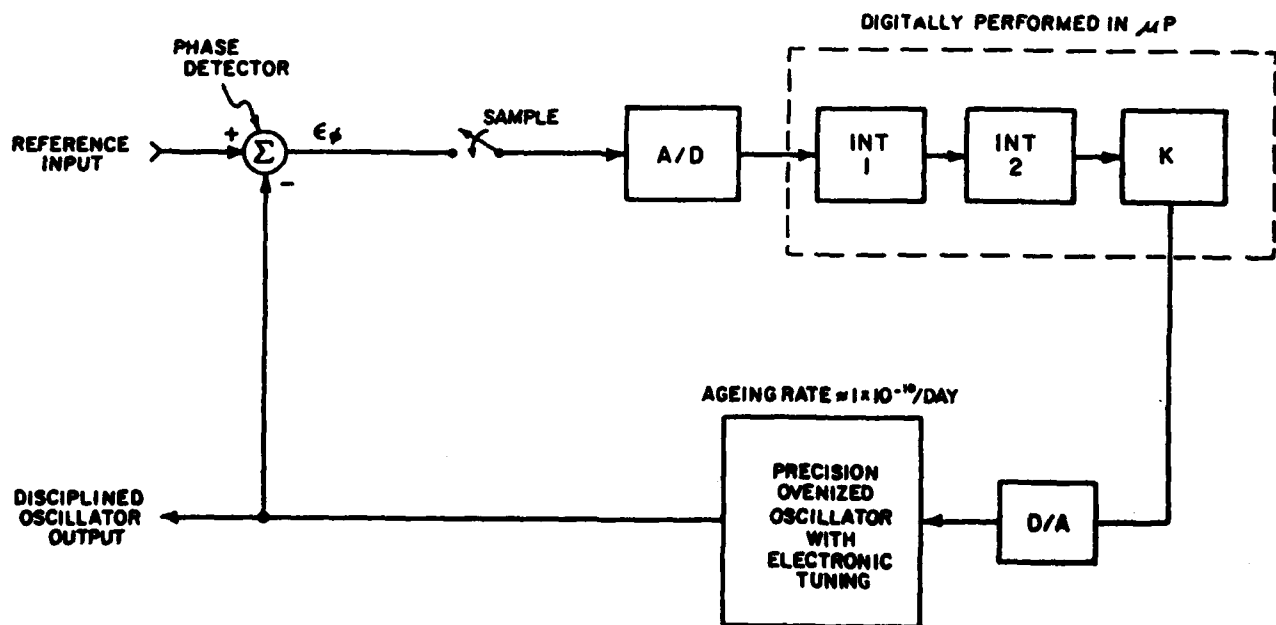 DIGITALLY PERFORMED IN μP
PHASE
DETECTOR
REFERENCE
INPUT
+
Σ
-
ϵϕ
SAMPLE
A/D
INT
1
INT
2
K
AGEING RATE ≈ 1 x 10⁻¹⁰/DAY
PRECISION
OVENIZED
OSCILLATOR
WITH
ELECTRONIC
TUNING
D/A
DISCIPLINED
OSCILLATOR
OUTPUT